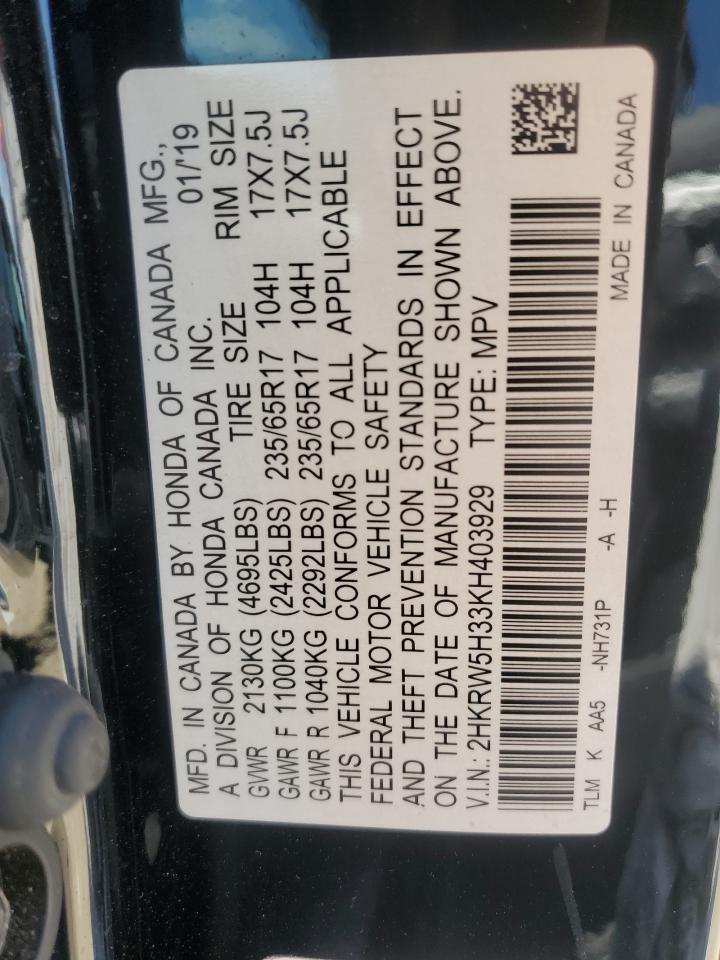 MFD. IN CANADA BY HONDA OF CANADA MFG.,
A DIVISION OF HONDA CANADA INC. 01/'19
GVWR 2130KG (4695LBS) TIRE SIZE RIM SIZE
GAWR F 1100KG (2425LBS) 235/65R17 104H 17X7.5J
GAWR R 1040KG (2292LBS) 235/65R17 104H 17X7.5J
THIS VEHICLE CONFORMS TO ALL APPLICABLE
FEDERAL MOTOR VEHICLE SAFETY
AND THEFT PREVENTION STANDARDS IN EFFECT
ON THE DATE OF MANUFACTURE SHOWN ABOVE.
V.I.N.: 2HKRW5H33KH403929 TYPE: MPV
TLM K AA5 -NH731P -A -H
MADE IN CANADA